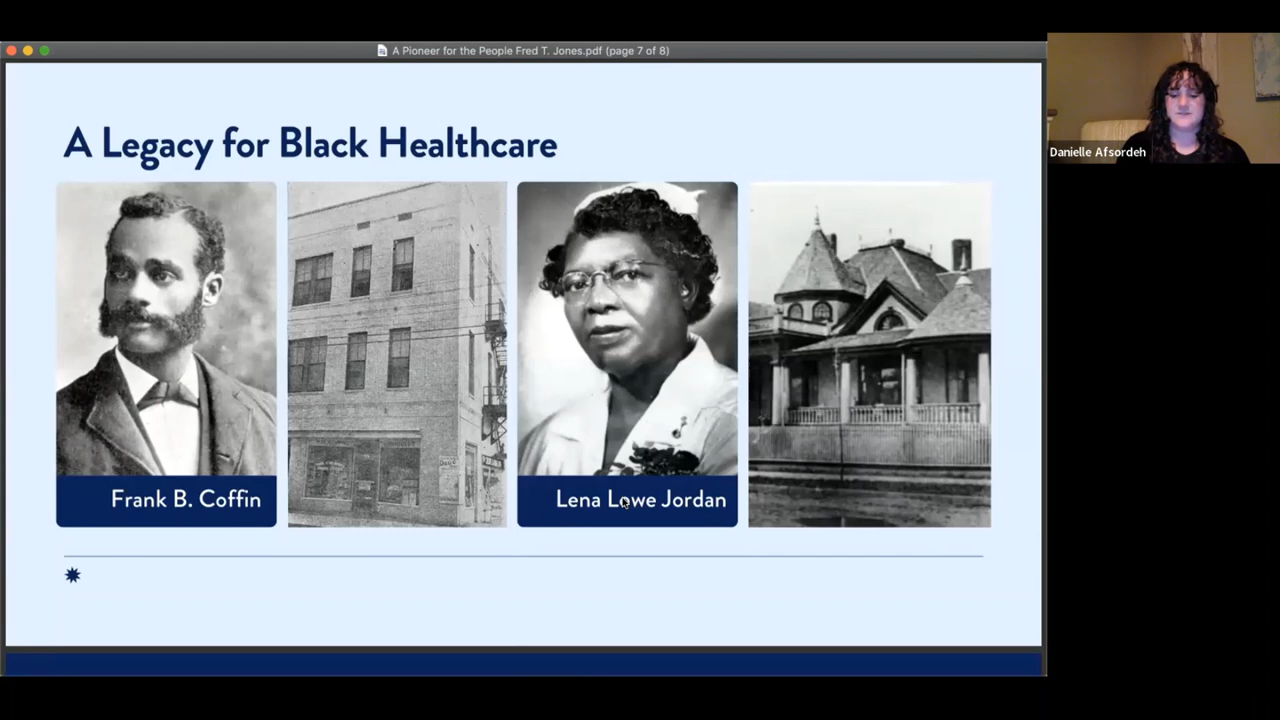 A Pioneer for the People Fred T. Jones.pdf (page 7 of 8)
Danielle Afsordeh
A Legacy for Black Healthcare
Frank B. Coffin
Lena Lowe Jordan